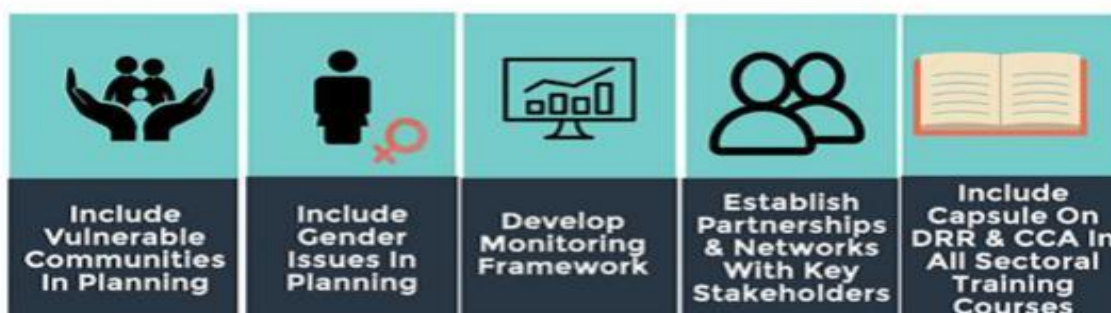 Include
Vulnerable
Communities
In Planning
Include
Gender
Issues In
Planning
Develop
Monitoring
Framework
Establish
Partnerships
& Networks
With Key
Stakeholders
Include
Capsule On
DRR & CCA In
All Sectoral
Training
Courses